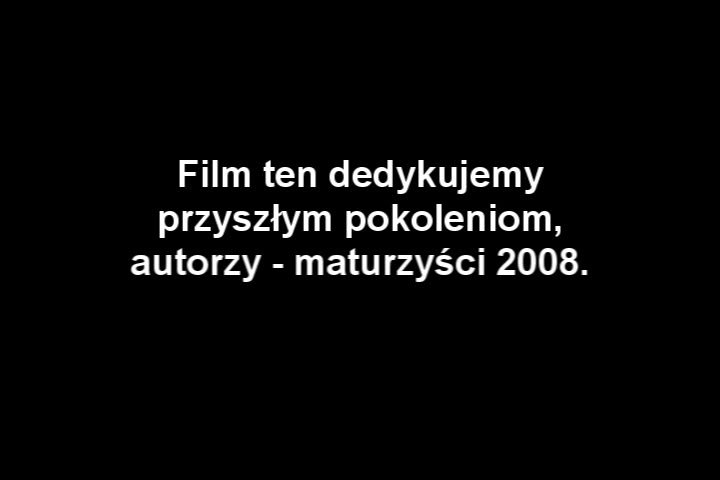 Film ten dedykujemy
przyszłym pokoleniom,
autorzy - maturzyści 2008.